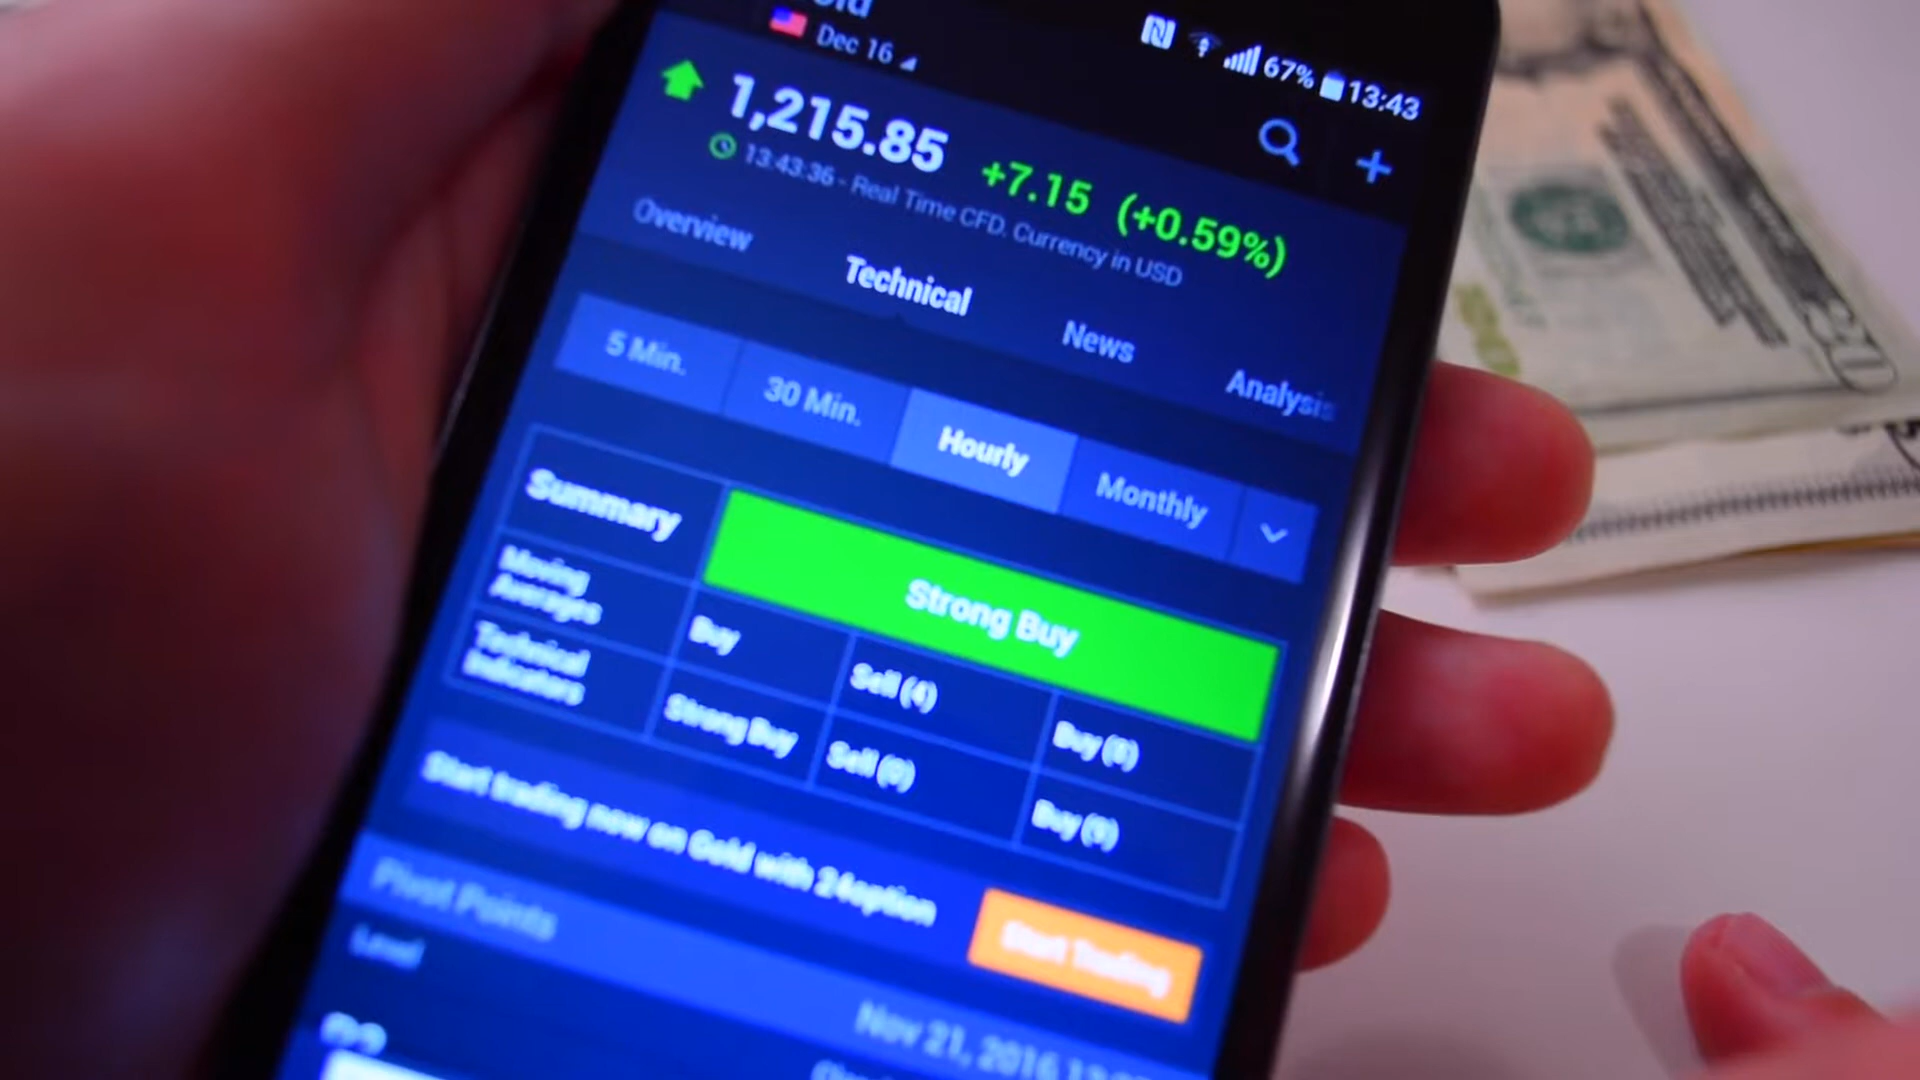 Dec 16
67% 13:43
1,215.85 +7.15 (+0.59%)
13:43:36 - Real Time CFD. Currency in USD
Overview Technical News Analysis
5 Min. 30 Min. Hourly Monthly
Summary Strong Buy
Moving Averages Buy Sell (4) Buy (8)
Technical Indicators Strong Buy Sell (0) Buy (9)
Start trading now on Gold with 24option
Start Trading
Pivot Points
Level Nov 21, 2016